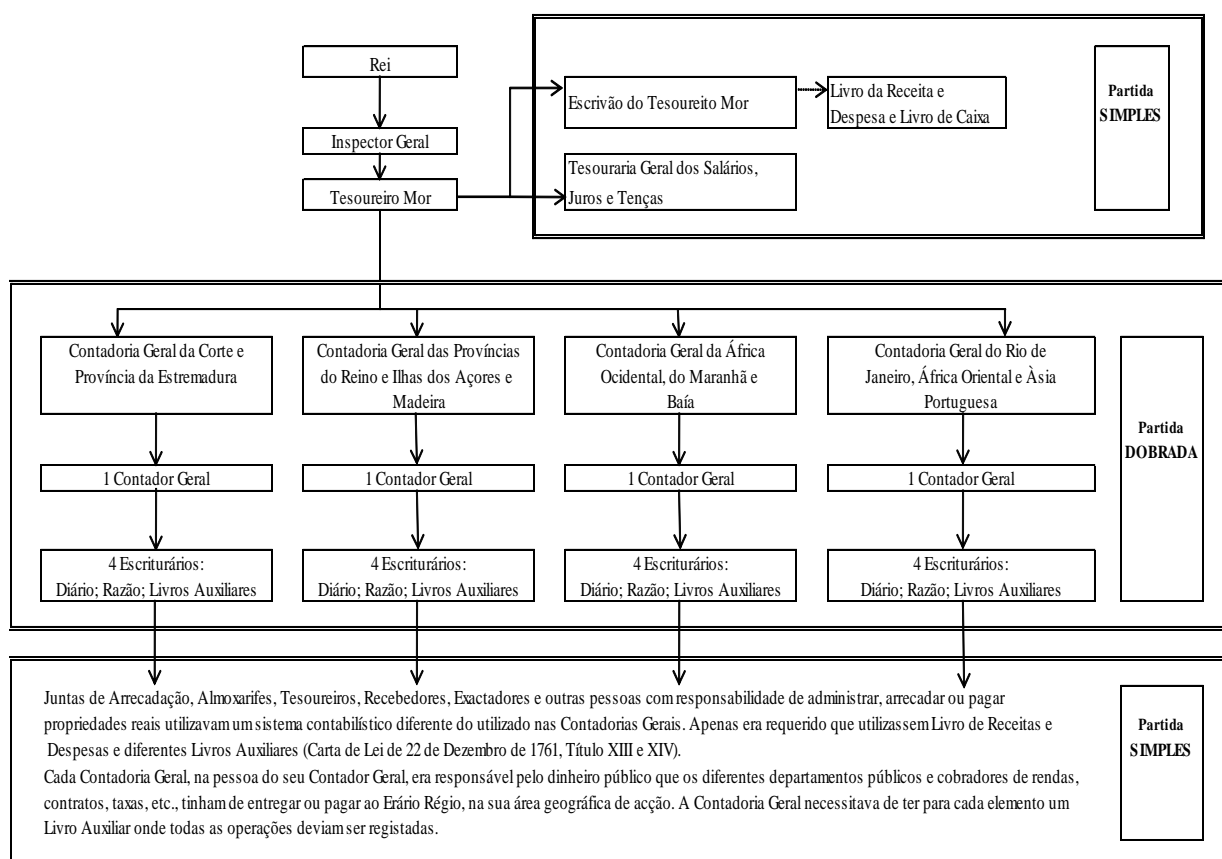 Rei
Inspector Geral
Tesoureiro Mor
Escrivão do Tesoureito Mor
Livro da Receita e
Despesa e Livro de Caixa
Tesouraria Geral dos Salários,
Juros e Tenças
Partida
SIMPLES
Contadoria Geral da Corte e
Província da Estremadura
Contadoria Geral das Províncias
do Reino e Ilhas dos Açores e
Madeira
Contadoria Geral da África
Ocidental, do Maranhã e
Baía
Contadoria Geral do Rio de
Janeiro, África Oriental e Àsia
Portuguesa
1 Contador Geral
1 Contador Geral
1 Contador Geral
1 Contador Geral
4 Escriturários:
Diário; Razão; Livros Auxiliares
4 Escriturários:
Diário; Razão; Livros Auxiliares
4 Escriturários:
Diário; Razão; Livros Auxiliares
4 Escriturários:
Diário; Razão; Livros Auxiliares
Partida
DOBRADA
Juntas de Arrecadação, Almoxarifes, Tesoureiros, Recebedores, Exactadores e outras pessoas com responsabilidade de administrar, arrecadar ou pagar
propriedades reais utilizavam um sistema contabilístico diferente do utilizado nas Contadorias Gerais. Apenas era requerido que utilizassem Livro de Receitas e
Despesas e diferentes Livros Auxiliares (Carta de Lei de 22 de Dezembro de 1761, Título XIII e XIV).
Cada Contadoria Geral, na pessoa do seu Contador Geral, era responsável pelo dinheiro público que os diferentes departamentos públicos e cobradores de rendas,
contratos, taxas, etc., tinham de entregar ou pagar ao Erário Régio, na sua área geográfica de acção. A Contadoria Geral necessitava de ter para cada elemento um
Livro Auxiliar onde todas as operações deviam ser registadas.
Partida
SIMPLES